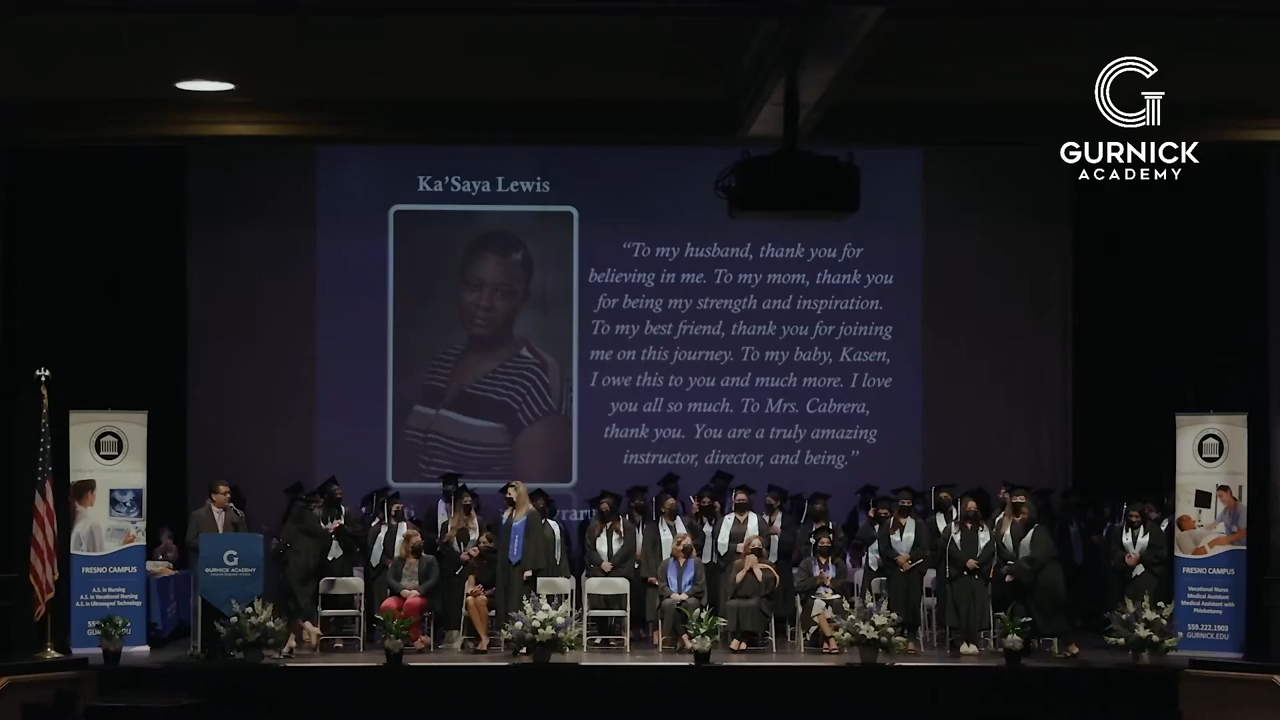 GURNICK
ACADEMY
Ka'Saya Lewis
“To my husband, thank you for
believing in me. To my mom, thank you
for being my strength and inspiration.
To my best friend, thank you for joining
me on this journey. To my baby, Kasen,
I owe this to you and much more. I love
you all so much. To Mrs. Cabrera,
thank you. You are a truly amazing
instructor, director, and being.”
FRESNO CAMPUS
A.S. in Nursing
A.S. in Vocational Nursing
A.S. in Ultrasound Technology
GURNICK ACADEMY
FRESNO CAMPUS
Vocational Nurse
Medical Assistant
Medical Assistant with
Phlebotomy
559.222.1903
GURNICK.EDU